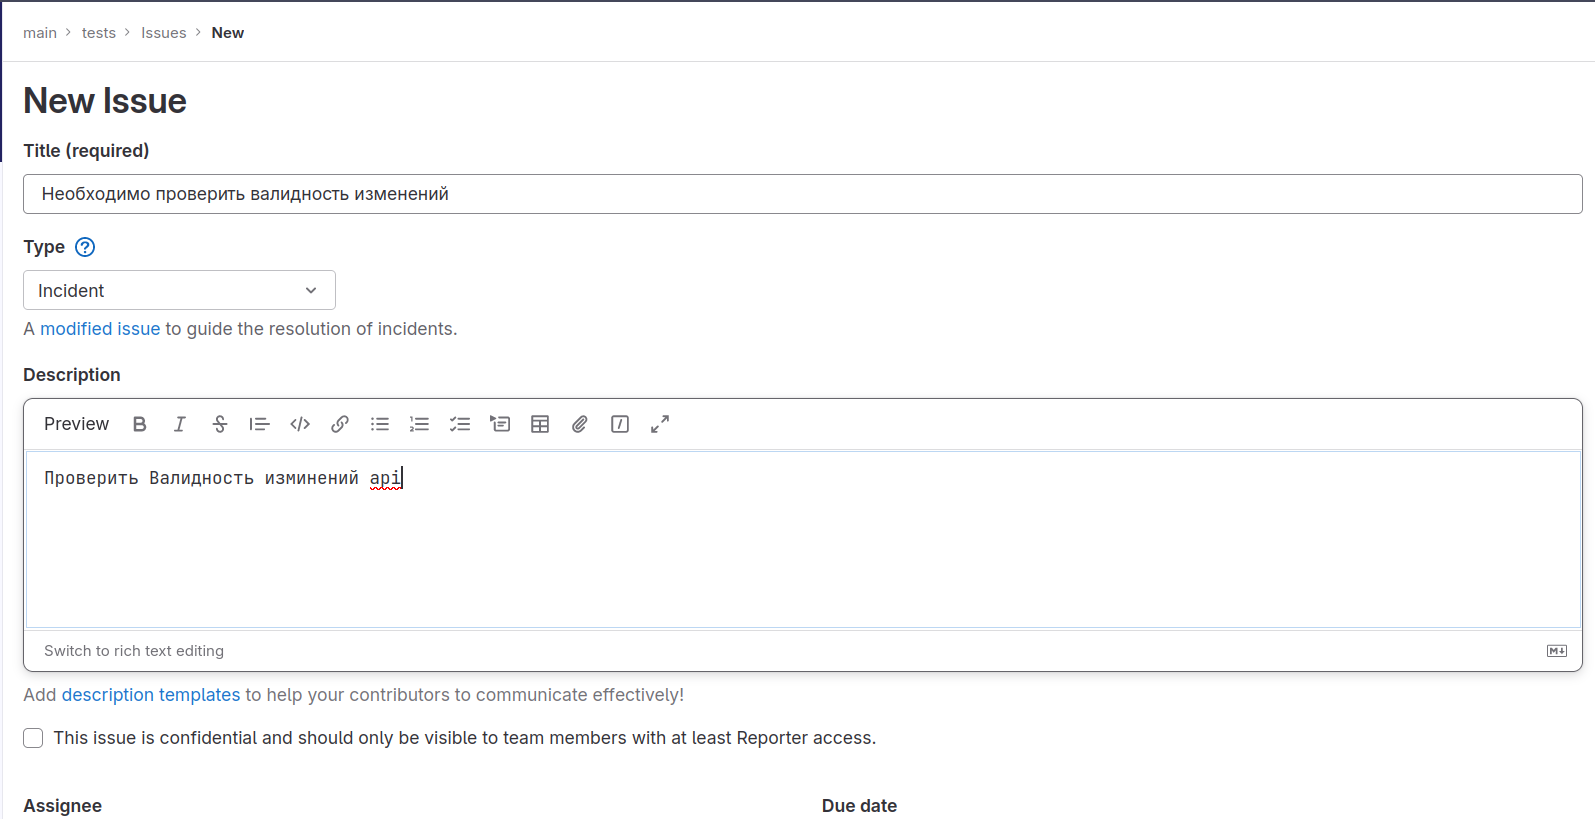 main > tests > Issues > New
New Issue
Title (required)
Необходимо проверить валидность изменений
Type ?
Incident
A modified issue to guide the resolution of incidents.
Description
Preview B I S
Проверить Валидность изминений api
Switch to rich text editing
Add description templates to help your contributors to communicate effectively!
This issue is confidential and should only be visible to team members with at least Reporter access.
Assignee
Due date